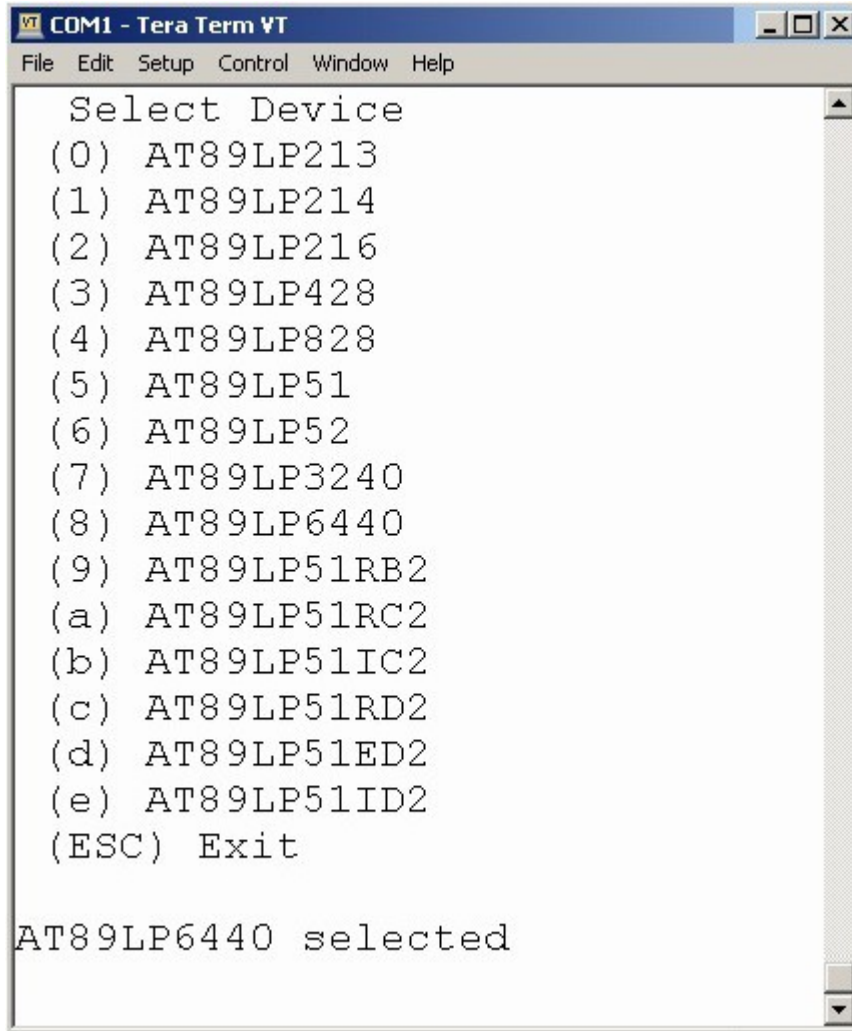 COM1 - Tera Term VT
File Edit Setup Control Window Help
Select Device
(0) AT89LP213
(1) AT89LP214
(2) AT89LP216
(3) AT89LP428
(4) AT89LP828
(5) AT89LP51
(6) AT89LP52
(7) AT89LP3240
(8) AT89LP6440
(9) AT89LP51RB2
(a) AT89LP51RC2
(b) AT89LP51IC2
(c) AT89LP51RD2
(d) AT89LP51ED2
(e) AT89LP51ID2
(ESC) Exit
AT89LP6440 selected